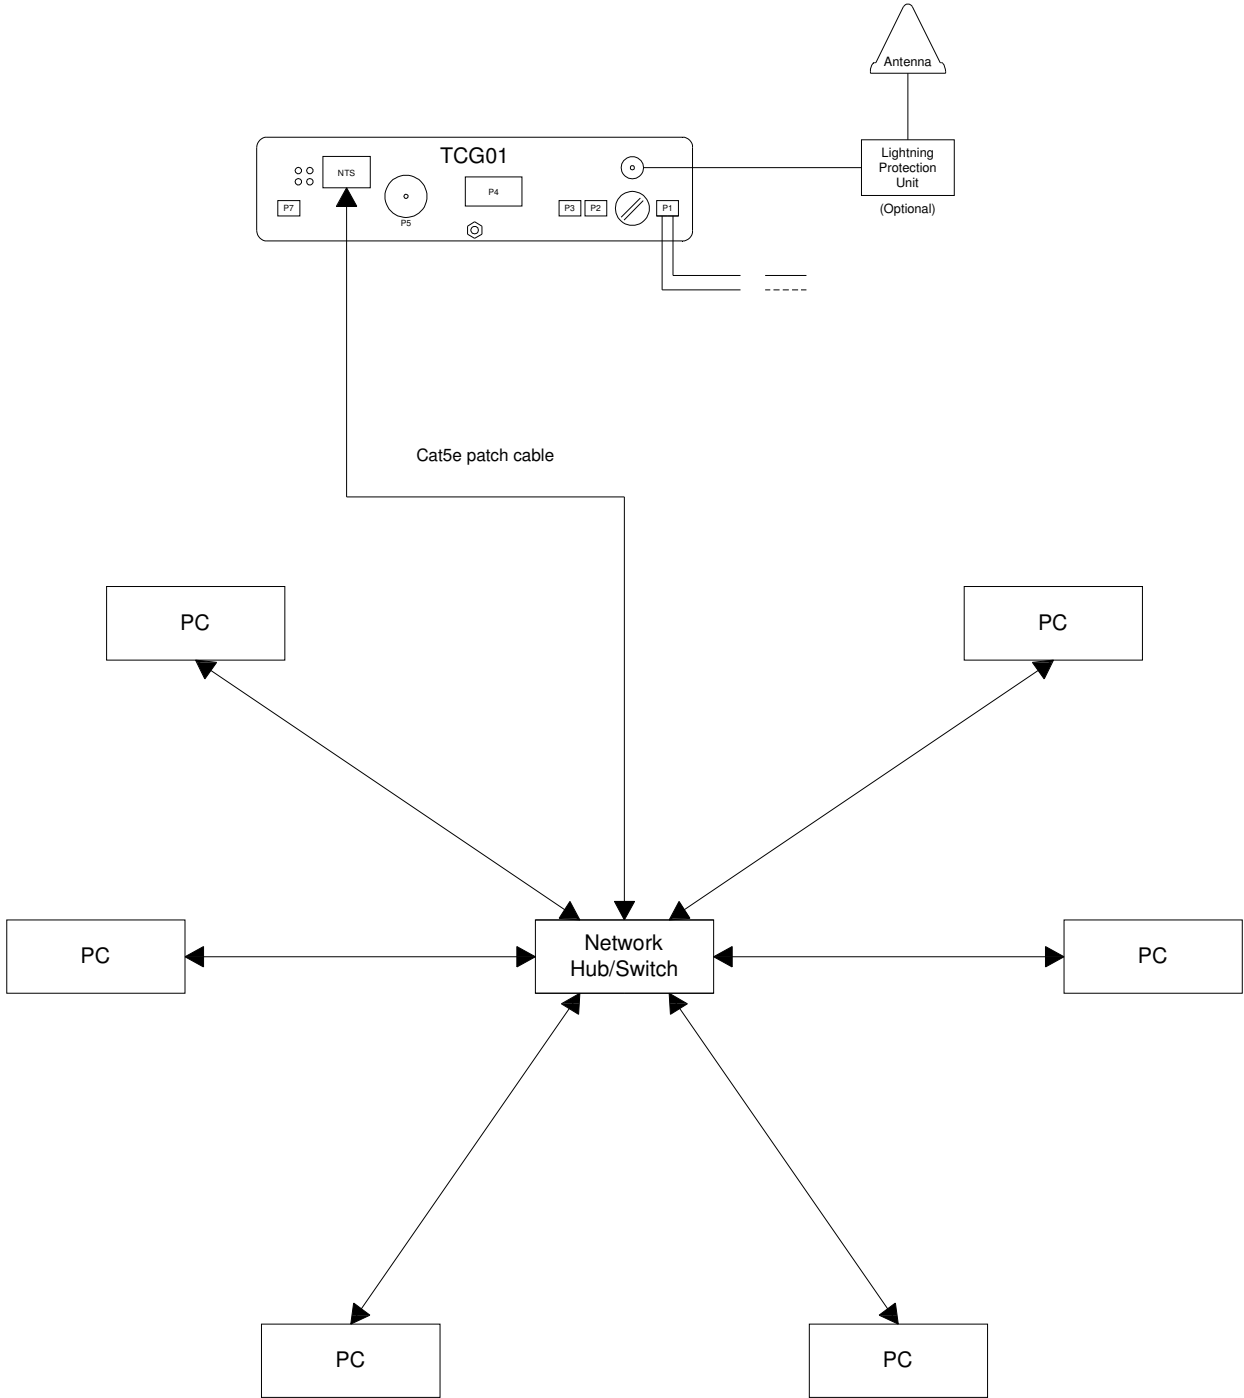 Antenna
TCG01
Lightning
Protection
Unit
(Optional)
NTS
P4
P7
P5
P3
P2
P1
Cat5e patch cable
PC
PC
Network
Hub/Switch
PC
PC
PC
PC